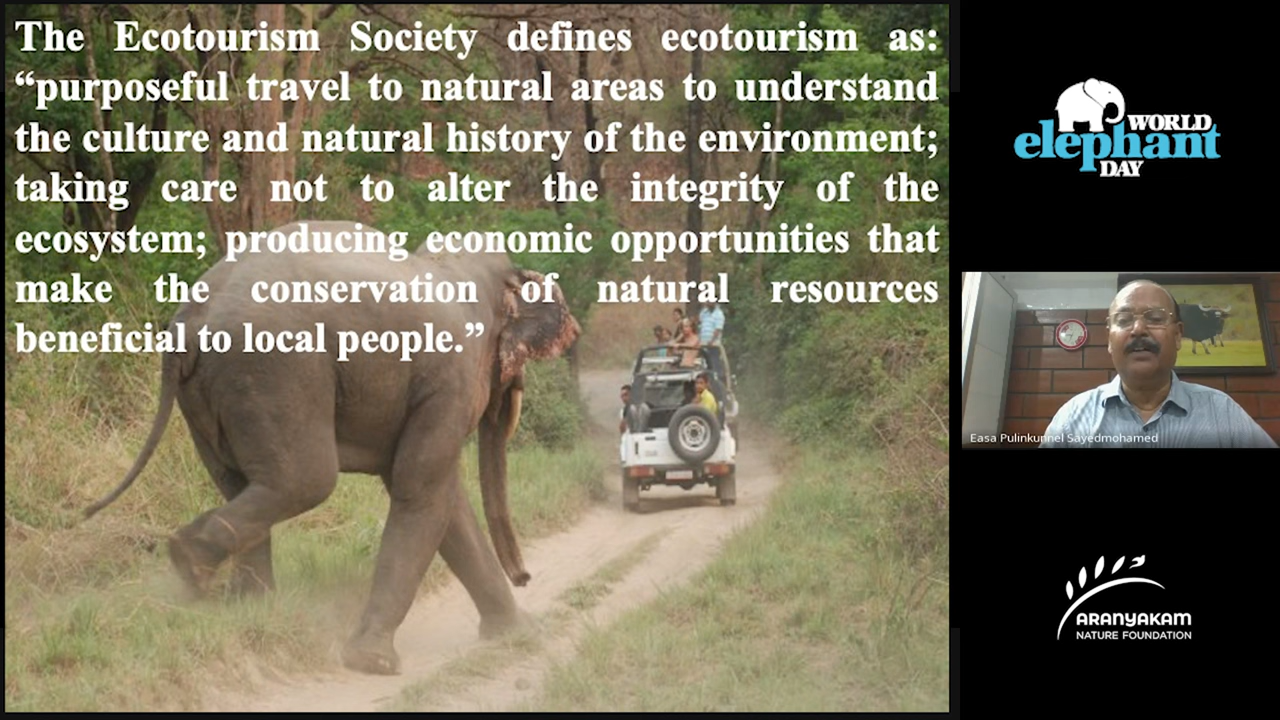 The Ecotourism Society defines ecotourism as:
“purposeful travel to natural areas to understand
the culture and natural history of the environment;
taking care not to alter the integrity of the
ecosystem; producing economic opportunities that
make the conservation of natural resources
beneficial to local people.”
WORLD
elephant
DAY
Easa Pulinkunnel Sayedmohamed
ARANYAKAM
NATURE FOUNDATION